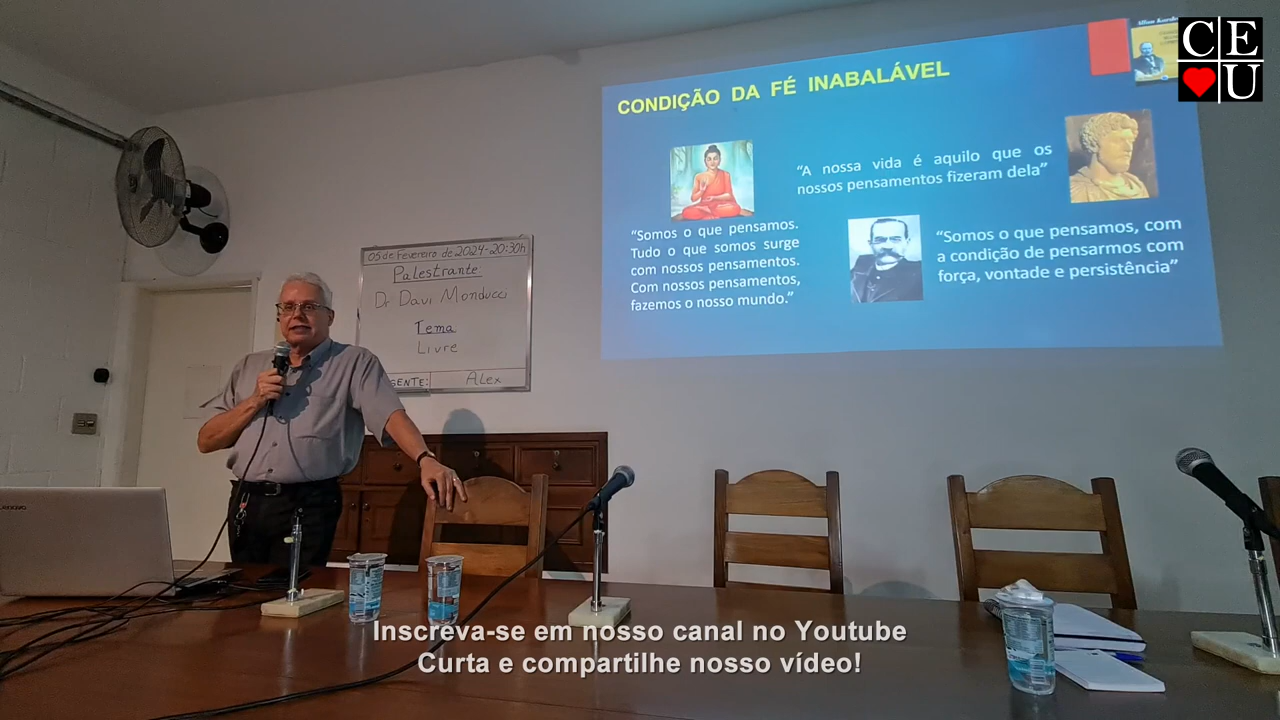 C E
U
Allan Kardec
CONDIÇÃO DA FÉ INABALÁVEL
“A nossa vida é aquilo que os
nossos pensamentos fizeram dela”
“Somos o que pensamos.
Tudo o que somos surge
com nossos pensamentos.
Com nossos pensamentos,
fazemos o nosso mundo.”
“Somos o que pensamos, com
a condição de pensarmos com
força, vontade e persistência”
05 de Fevereiro de 2024-20:30h
Palestrante
Dr Davi Monducci
Tema
Livre
GENTE: Alex
Lenovo
Inscreva-se em nosso canal no Youtube
Curta e compartilhe nosso vídeo!